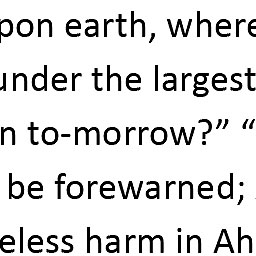 pon earth, where
under the largest
n to-morrow?” “
be forewarned;
eless harm in Ah